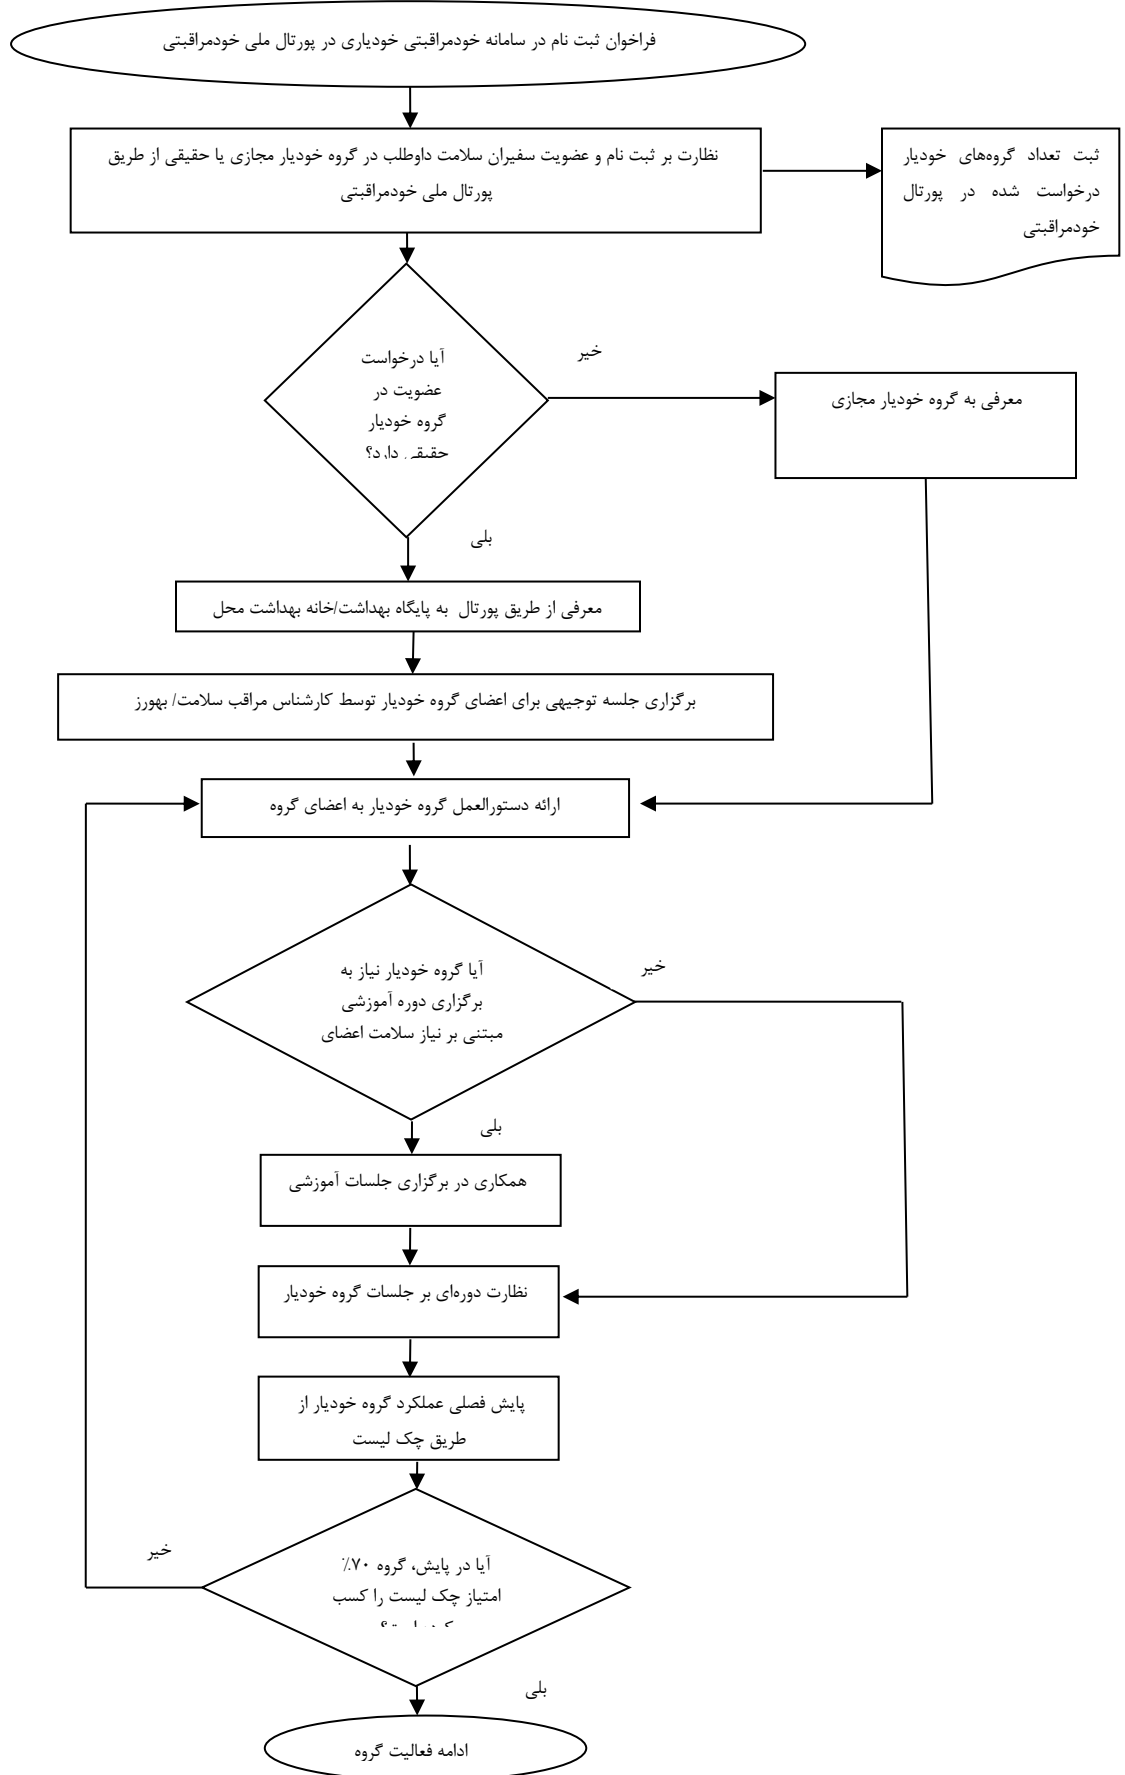 فراخوان ثبت نام در سامانه خودمراقبتی خودیاری در پورتال ملی خودمراقبتی
نظارت بر ثبت نام و عضویت سفیران سلامت داوطلب در گروه خودیار مجازی یا حقیقی از طریق
پورتال ملی خودمراقبتی
ثبت تعداد گروه‌های خودیار
درخواست شده در پورتال
خودمراقبتی
آیا درخواست
عضویت در
گروه خودیار
حقیقی دارد؟
خیر
معرفی به گروه خودیار مجازی
بلی
معرفی از طریق پورتال به پایگاه بهداشت/خانه بهداشت محل
برگزاری جلسه توجیهی برای اعضای گروه خودیار توسط کارشناس مراقب سلامت/ بهورز
ارائه دستورالعمل گروه خودیار به اعضای گروه
آیا گروه خودیار نیاز به
برگزاری دوره آموزشی
مبتنی بر نیاز سلامت اعضای
خیر
بلی
همکاری در برگزاری جلسات آموزشی
نظارت دوره‌ای بر جلسات گروه خودیار
پایش فصلی عملکرد گروه خودیار از
طریق چک لیست
خیر
آیا در پایش، گروه ۷۰٪
امتیاز چک لیست را کسب
بلی
ادامه فعالیت گروه